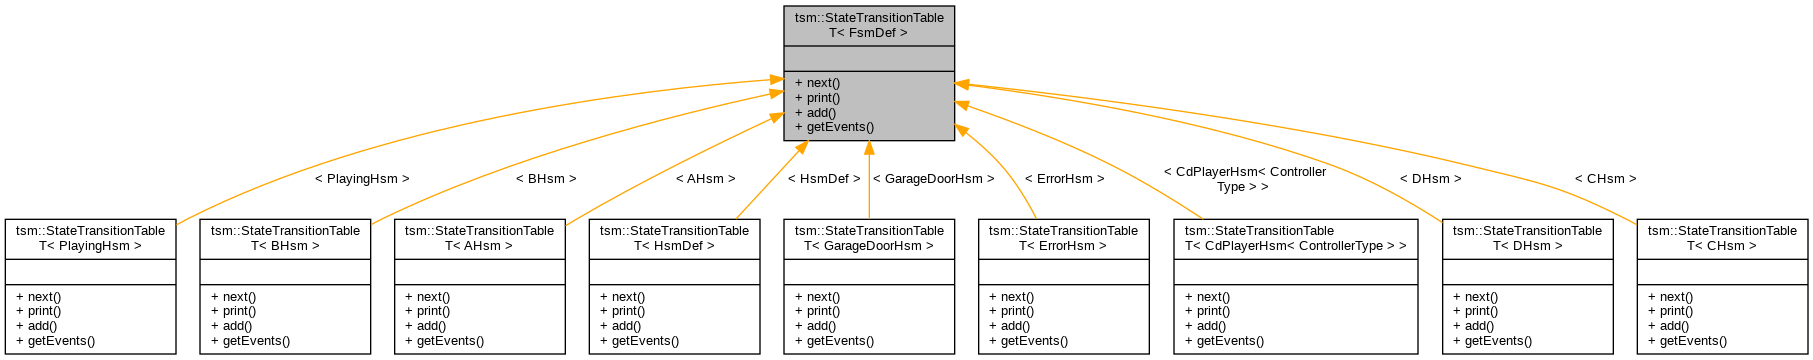 tsm::StateTransitionTable
T< FsmDef >
+ next()
+ print()
+ add()
+ getEvents()
< PlayingHsm >
< BHsm >
< AHsm >
< HsmDef >
< GarageDoorHsm >
< ErrorHsm >
< CdPlayerHsm< Controller
Type > >
< DHsm >
< CHsm >
tsm::StateTransitionTable
T< PlayingHsm >
+ next()
+ print()
+ add()
+ getEvents()
tsm::StateTransitionTable
T< BHsm >
+ next()
+ print()
+ add()
+ getEvents()
tsm::StateTransitionTable
T< AHsm >
+ next()
+ print()
+ add()
+ getEvents()
tsm::StateTransitionTable
T< HsmDef >
+ next()
+ print()
+ add()
+ getEvents()
tsm::StateTransitionTable
T< GarageDoorHsm >
+ next()
+ print()
+ add()
+ getEvents()
tsm::StateTransitionTable
T< ErrorHsm >
+ next()
+ print()
+ add()
+ getEvents()
tsm::StateTransitionTable
T< CdPlayerHsm< ControllerType > >
+ next()
+ print()
+ add()
+ getEvents()
tsm::StateTransitionTable
T< DHsm >
+ next()
+ print()
+ add()
+ getEvents()
tsm::StateTransitionTable
T< CHsm >
+ next()
+ print()
+ add()
+ getEvents()